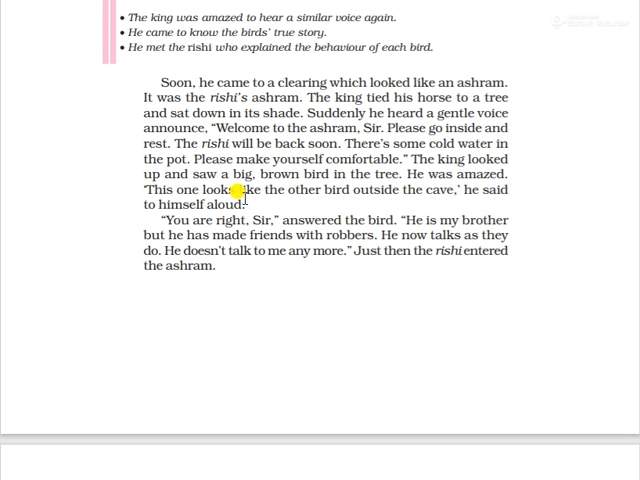 • The king was amazed to hear a similar voice again.
• He came to know the birds' true story.
• He met the rishi who explained the behaviour of each bird.
Soon, he came to a clearing which looked like an ashram.
It was the rishi's ashram. The king tied his horse to a tree
and sat down in its shade. Suddenly he heard a gentle voice
announce, “Welcome to the ashram, Sir. Please go inside and
rest. The rishi will be back soon. There's some cold water in
the pot. Please make yourself comfortable.” The king looked
up and saw a big, brown bird in the tree. He was amazed.
‘This one looks like the other bird outside the cave,’ he said
to himself aloud.
“You are right, Sir,” answered the bird. “He is my brother
but he has made friends with robbers. He now talks as they
do. He doesn't talk to me any more.” Just then the rishi entered
the ashram.